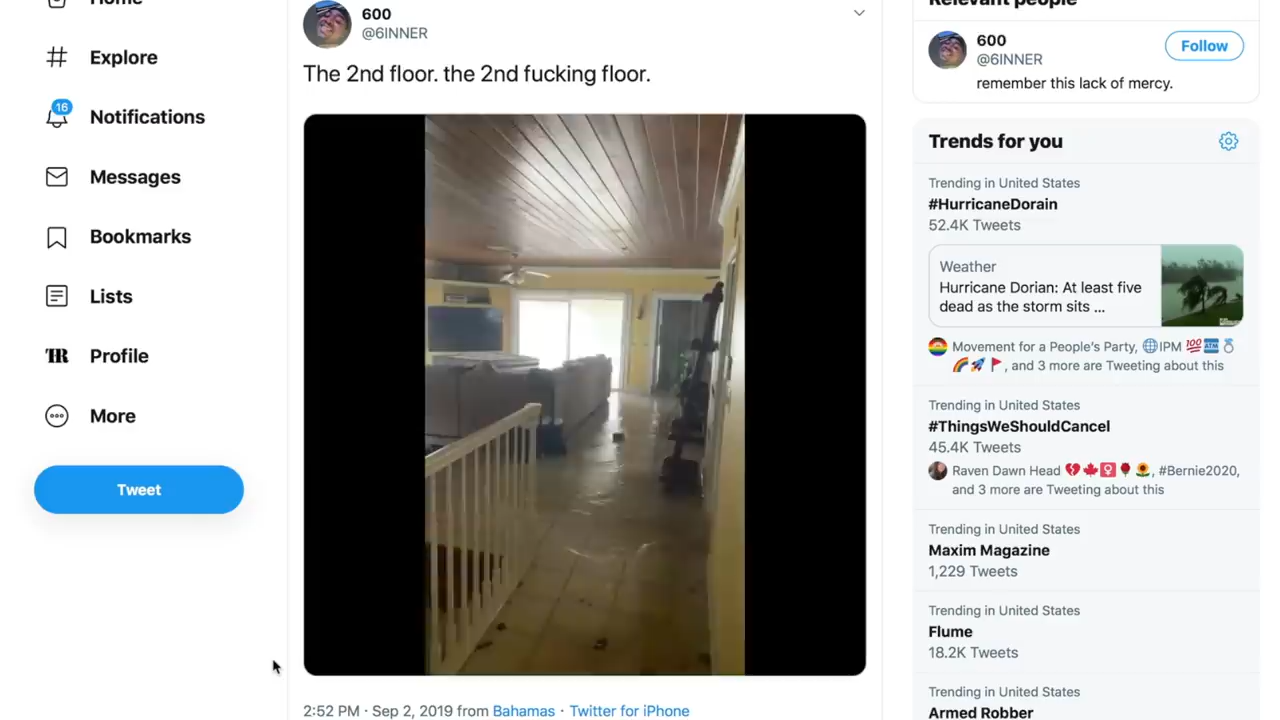 Home
Explore
16
Notifications
Messages
Bookmarks
Lists
Profile
More
Tweet
600
@6INNER
The 2nd floor. the 2nd fucking floor.
2:52 PM · Sep 2, 2019 from Bahamas · Twitter for iPhone
Relevant people
600
@6INNER
Follow
remember this lack of mercy.
Trends for you
Trending in United States
#HurricaneDorain
52.4K Tweets
Weather
Hurricane Dorian: At least five
dead as the storm sits ...
Movement for a People's Party, 🌐IPM 💯🏧💍
🌈🚀🚩, and 3 more are Tweeting about this
Trending in United States
#ThingsWeShouldCancel
45.4K Tweets
Raven Dawn Head 💔🍁🚺🌹🌻, #Bernie2020,
and 3 more are Tweeting about this
Trending in United States
Maxim Magazine
1,229 Tweets
Trending in United States
Flume
18.2K Tweets
Trending in United States
Armed Robber